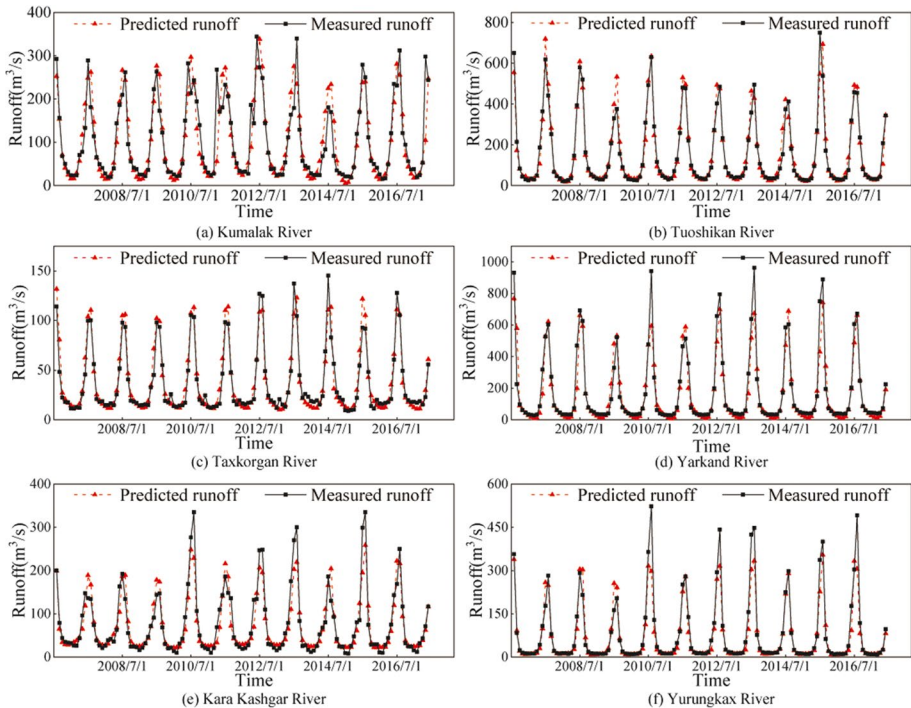 Predicted runoff Measured runoff
400
300
200
100
0
Runoff(m³/s)
2008/7/1 2010/7/1 2012/7/1 2014/7/1 2016/7/1
Time
(a) Kumalak River
Predicted runoff Measured runoff
800
600
400
200
0
Runoff(m³/s)
2008/7/1 2010/7/1 2012/7/1 2014/7/1 2016/7/1
Time
(b) Tuoshikan River
Predicted runoff Measured runoff
150
100
50
0
Runoff(m³/s)
2008/7/1 2010/7/1 2012/7/1 2014/7/1 2016/7/1
Time
(c) Taxkorgan River
Predicted runoff Measured runoff
1000
800
600
400
200
0
Runoff(m³/s)
2008/7/1 2010/7/1 2012/7/1 2014/7/1 2016/7/1
Time
(d) Yarkand River
Predicted runoff Measured runoff
400
300
200
100
0
Runoff(m³/s)
2008/7/1 2010/7/1 2012/7/1 2014/7/1 2016/7/1
Time
(e) Kara Kashgar River
Predicted runoff Measured runoff
600
450
300
150
0
Runoff(m³/s)
2008/7/1 2010/7/1 2012/7/1 2014/7/1 2016/7/1
Time
(f) Yurungkax River